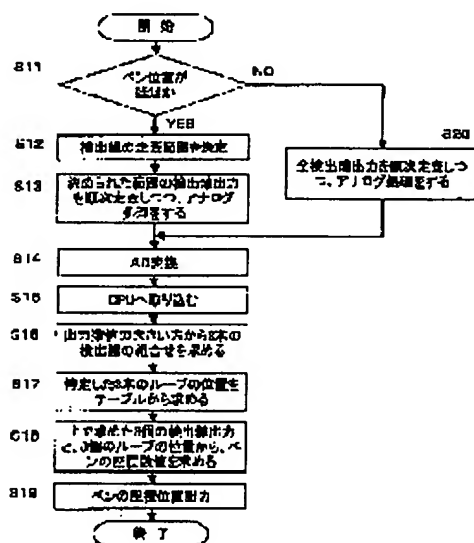 開始
S11
ペン位置が
NO
YES
S12
検出線の走査範囲を決定
S20
全検出線出力を順次走査しつ
つ、アナログ処理をする
S13
決められた範囲の検出線出力
を順次走査しつつ、アナログ
処理をする
S14
AD変換
S15
CPUへ取り込む
S16
出力数値の大きい方から3本の
検出線の組合せを求める
S17
特定した3本のループの位置を
テーブルから求める
S18
上で求めた3個の検出線出力
と、3個のループの位置から、ペ
ンの座標数値を求める
S19
ペンの座標位置出力
終了